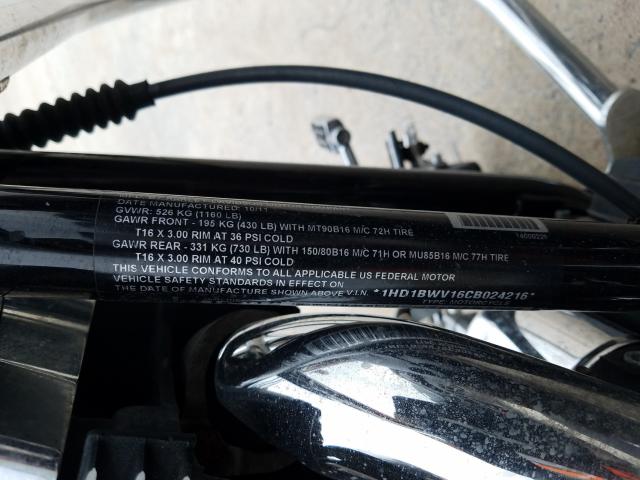 DATE MANUFACTURED: 10/11
GVWR: 526 KG (1160 LB)
GAWR FRONT - 195 KG (430 LB) WITH MT90B16 M/C 72H TIRE
T16 X 3.00 RIM AT 36 PSI COLD
GAWR REAR - 331 KG (730 LB) WITH 150/80B16 M/C 71H OR MU85B16 M/C 77H TIRE
T16 X 3.00 RIM AT 40 PSI COLD
THIS VEHICLE CONFORMS TO ALL APPLICABLE US FEDERAL MOTOR
VEHICLE SAFETY STANDARDS IN EFFECT ON
THE DATE OF MANUFACTURE SHOWN ABOVE V.I.N. *1HD1BWV16CB024216*
TYPE: MOTORCYCLE